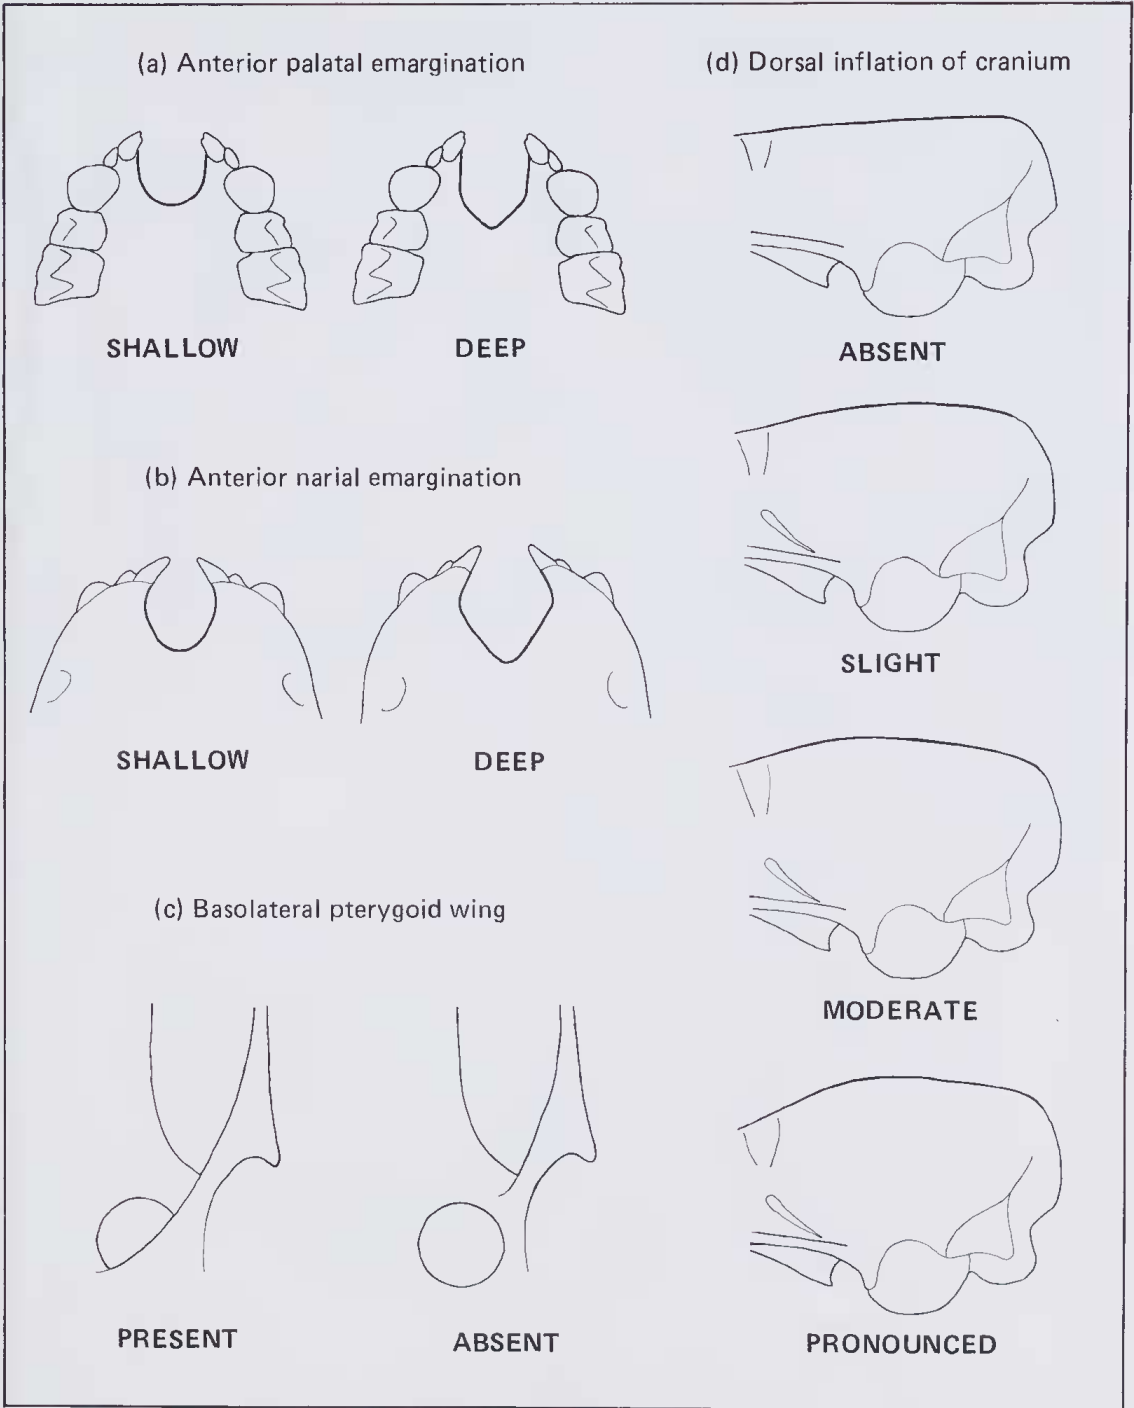 (a) Anterior palatal emargination
SHALLOW
DEEP
(b) Anterior narial emargination
SHALLOW
DEEP
(c) Basolateral pterygoid wing
PRESENT
ABSENT
(d) Dorsal inflation of cranium
ABSENT
SLIGHT
MODERATE
PRONOUNCED